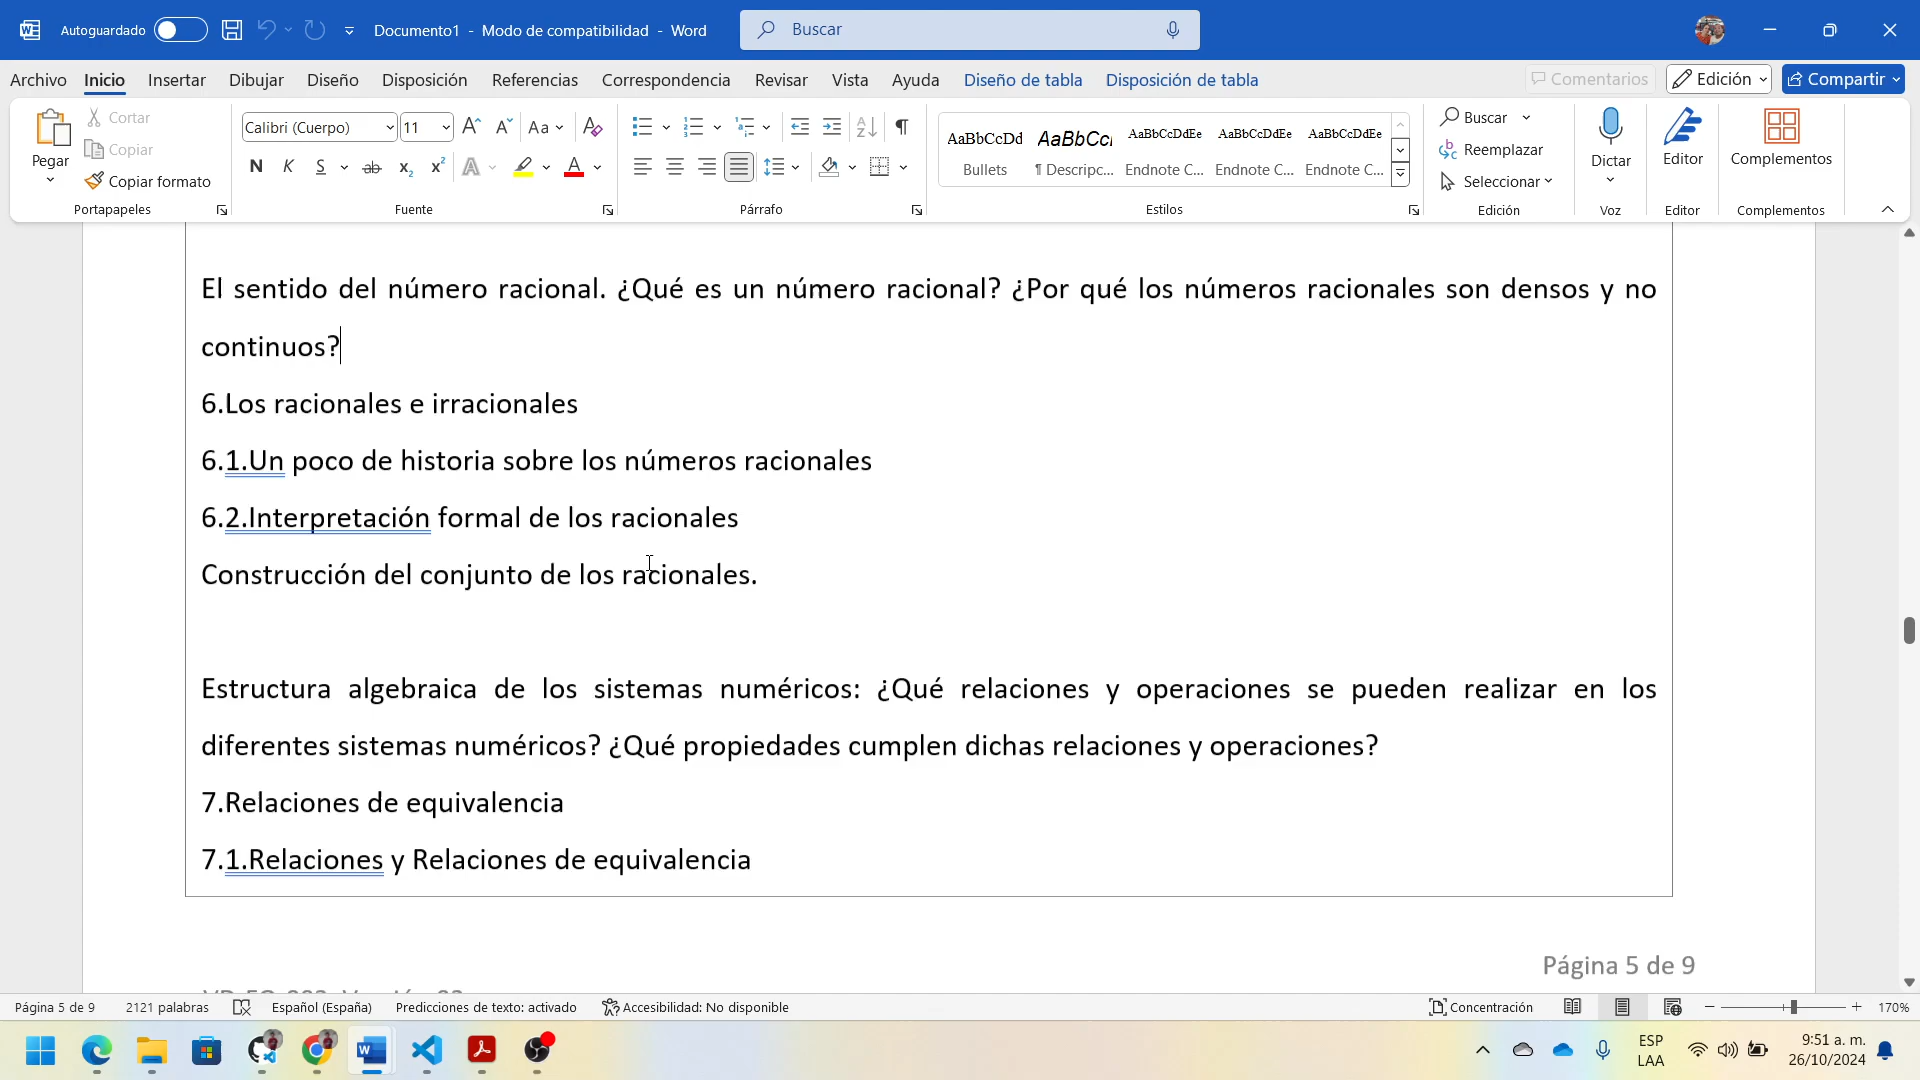 Autoguardado
Documento1 - Modo de compatibilidad - Word
Buscar
Archivo Inicio Insertar Dibujar Diseño Disposición Referencias Correspondencia Revisar Vista Ayuda Diseño de tabla Disposición de tabla
Comentarios Edición Compartir
Pegar
Cortar
Copiar
Copiar formato
Portapapeles
Calibri (Cuerpo) 11
Aa
N K S ab x₂ x² A A
Fuente
Párrafo
AaBbCcDd AaBbCcI AaBbCcDdEe AaBbCcDdEe AaBbCcDdEe
Bullets ¶ Descripc... Endnote C... Endnote C... Endnote C...
Estilos
Buscar
Reemplazar
Seleccionar
Edición
Dictar
Voz
Editor
Editor
Complementos
Complementos
El sentido del número racional. ¿Qué es un número racional? ¿Por qué los números racionales son densos y no
continuos?
6.Los racionales e irracionales
6.1.Un poco de historia sobre los números racionales
6.2.Interpretación formal de los racionales
Construcción del conjunto de los racionales.
Estructura algebraica de los sistemas numéricos: ¿Qué relaciones y operaciones se pueden realizar en los
diferentes sistemas numéricos? ¿Qué propiedades cumplen dichas relaciones y operaciones?
7.Relaciones de equivalencia
7.1.Relaciones y Relaciones de equivalencia
Página 5 de 9
Página 5 de 9 2121 palabras Español (España) Predicciones de texto: activado Accesibilidad: No disponible Concentración 170%
ESP
LAA
9:51 a. m.
26/10/2024